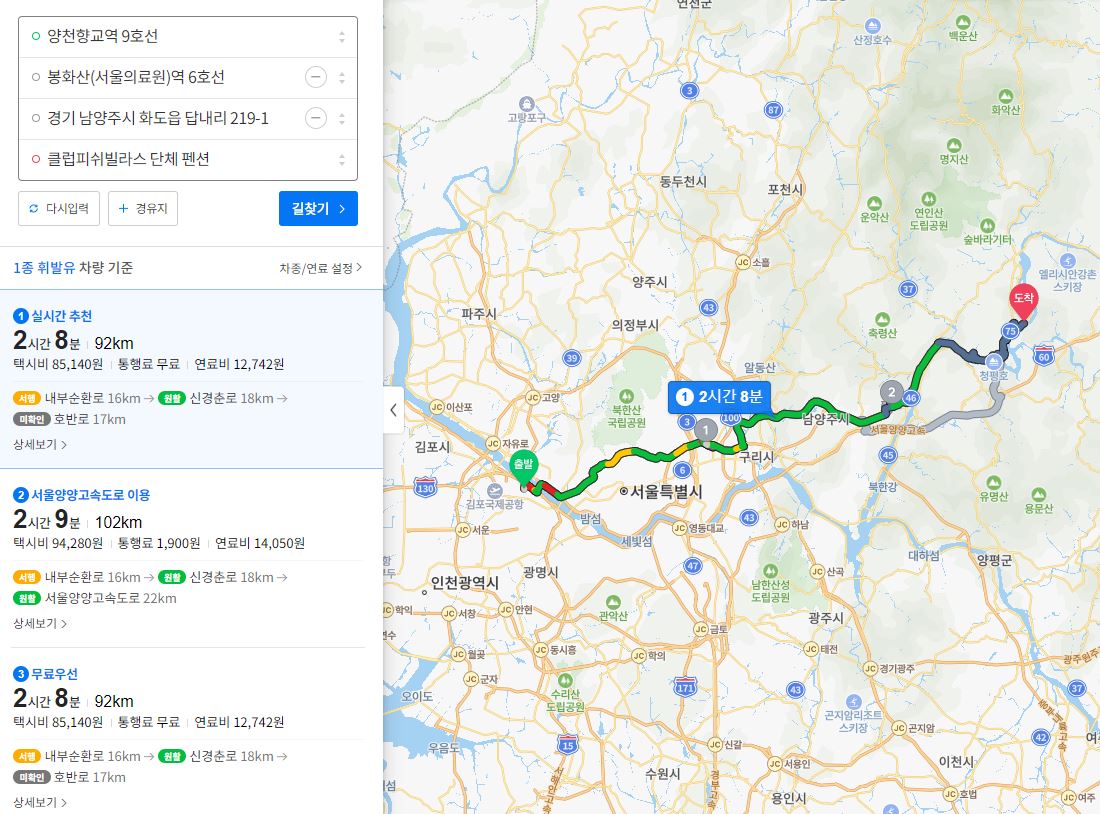 양천향교역 9호선
봉화산(서울의료원)역 6호선
경기 남양주시 화도읍 답내리 219-1
클럽피쉬빌라스 단체 펜션
다시입력
경유지
길찾기
1종 휘발유 차량 기준
차종/연료 설정
1 실시간 추천
2시간 8분 92km
택시비 85,140원 통행료 무료 연료비 12,742원
서행 내부순환로 16km → 원활 신경춘로 18km →
미확인 호반로 17km
상세보기
2 서울양양고속도로 이용
2시간 9분 102km
택시비 94,280원 통행료 1,900원 연료비 14,050원
서행 내부순환로 16km → 원활 신경춘로 18km →
원활 서울양양고속도로 22km
상세보기
3 무료우선
2시간 8분 92km
택시비 85,140원 통행료 무료 연료비 12,742원
서행 내부순환로 16km → 원활 신경춘로 18km →
미확인 호반로 17km
상세보기
연천군
산정호수
백운산
3
87
고랑포구
화악산
명지산
동두천시
포천시
운악산
연인산
도립공원
숲바라기터
JC 소흘
엘리시안강촌
스키장
양주시
37
파주시
43
도착
의정부시
축령산
75
39
60
알동산
청평호
1 2시간 8분
북한산
국립공원
JC 고양
2
46
JC 이산포
3
100
1
남양주시
서울양양고속
김포시
JC 자유로
구리시
45
출발
6
130
북한강
김포국제공항
서울특별시
유명산
용문산
밤섬
43
JC 하남
JC 서운
세빛섬
JC 영동대교
대하섬
양평군
47
광명시
남한산성
도립공원
JC 산곡
인천광역시
관악산
JC 학익
JC 서창
JC 안현
광주시
연수
JC 금토
JC 동시흥
JC 학의
JC 태전
JC 월곶
JC 경기광주
광주원주
JC 군자
수리산
도립공원
171
43
37
오이도
곤지암리조트
스키장
JC 곤지암
42
우음도
15
JC 신갈
이천시
JC 서용인
수원시
용인시
JC 호법
JC 여주
경부고속